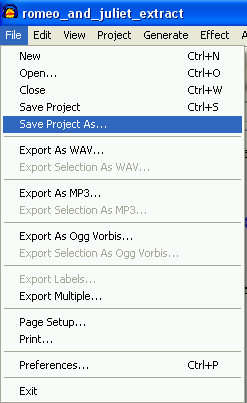 romeo_and_juliet_extract
File Edit View Project Generate Effect A
New Ctrl+N
Open... Ctrl+O
Close Ctrl+W
Save Project Ctrl+S
Save Project As...
Export As WAV...
Export Selection As WAV...
Export As MP3...
Export Selection As MP3...
Export As Ogg Vorbis...
Export Selection As Ogg Vorbis...
Export Labels...
Export Multiple...
Page Setup...
Print...
Preferences... Ctrl+P
Exit